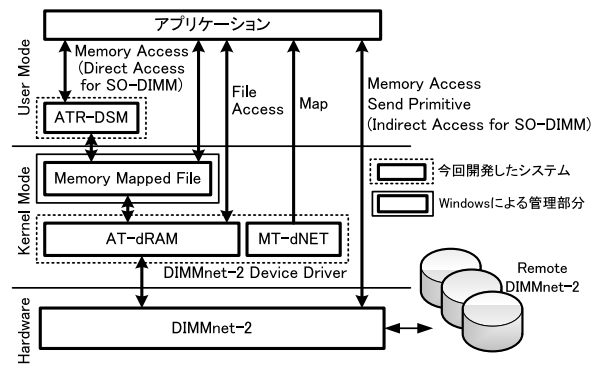 アプリケーション
User Mode
Memory Access
(Direct Access
for SO-DIMM)
File
Access
Map
Memory Access
Send Primitive
(Indirect Access for SO-DIMM)
ATR-DSM
Kernel Mode
Memory Mapped File
今回開発したシステム
Windowsによる管理部分
AT-dRAM
MT-dNET
DIMMnet-2 Device Driver
Remote
DIMMnet-2
Hardware
DIMMnet-2